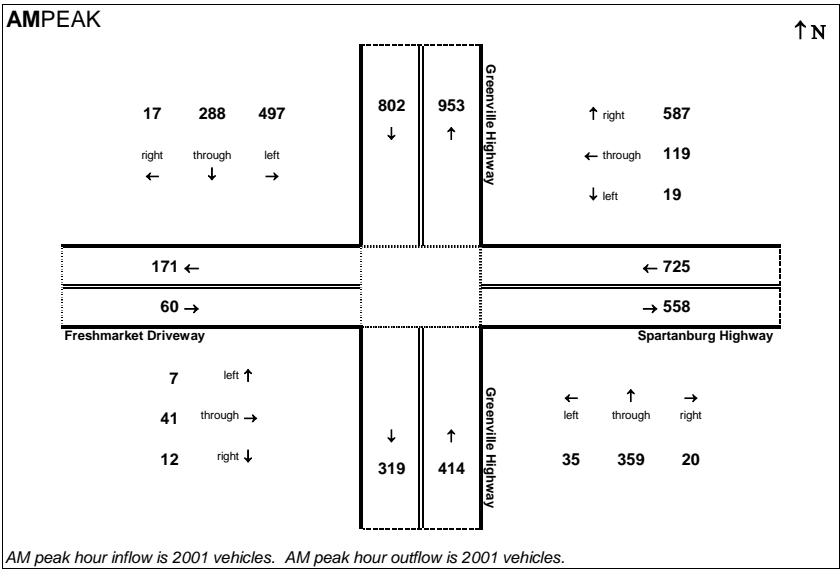 AMPEAK
↑ N
17 288 497
right through left
← ↓ →
802 953
↓ ↑
Greenville Highway
↑ right 587
← through 119
↓ left 19
171 ←
← 725
60 →
→ 558
Freshmarket Driveway
Spartanburg Highway
7 left ↑
41 through →
12 right ↓
↓ ↑
319 414
Greenville Highway
← ↑ →
left through right
35 359 20
AM peak hour inflow is 2001 vehicles. AM peak hour outflow is 2001 vehicles.